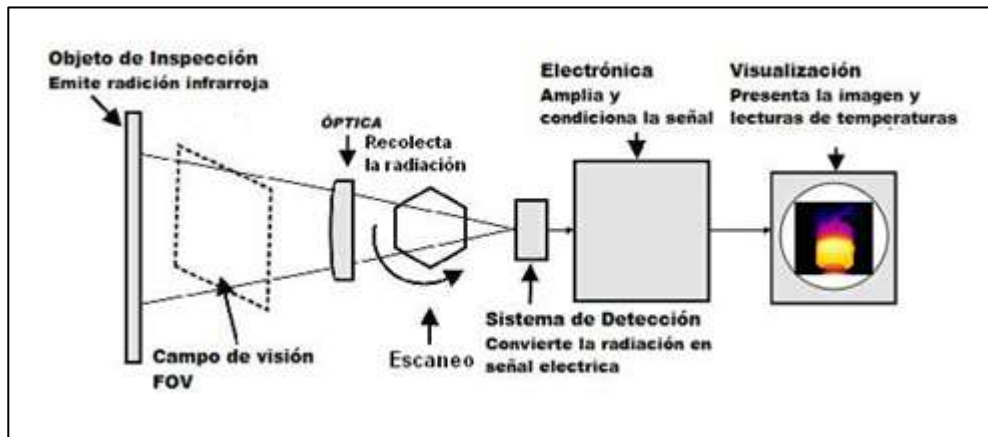 Objeto de Inspección
Emite radición infrarroja
ÓPTICA
Recolecta
la radiación
Electrónica
Amplia y
condiciona la señal
Visualización
Presenta la imagen y
lecturas de temperaturas
Campo de visión
FOV
Escaneo
Sistema de Detección
Convierte la radiación en
señal electrica